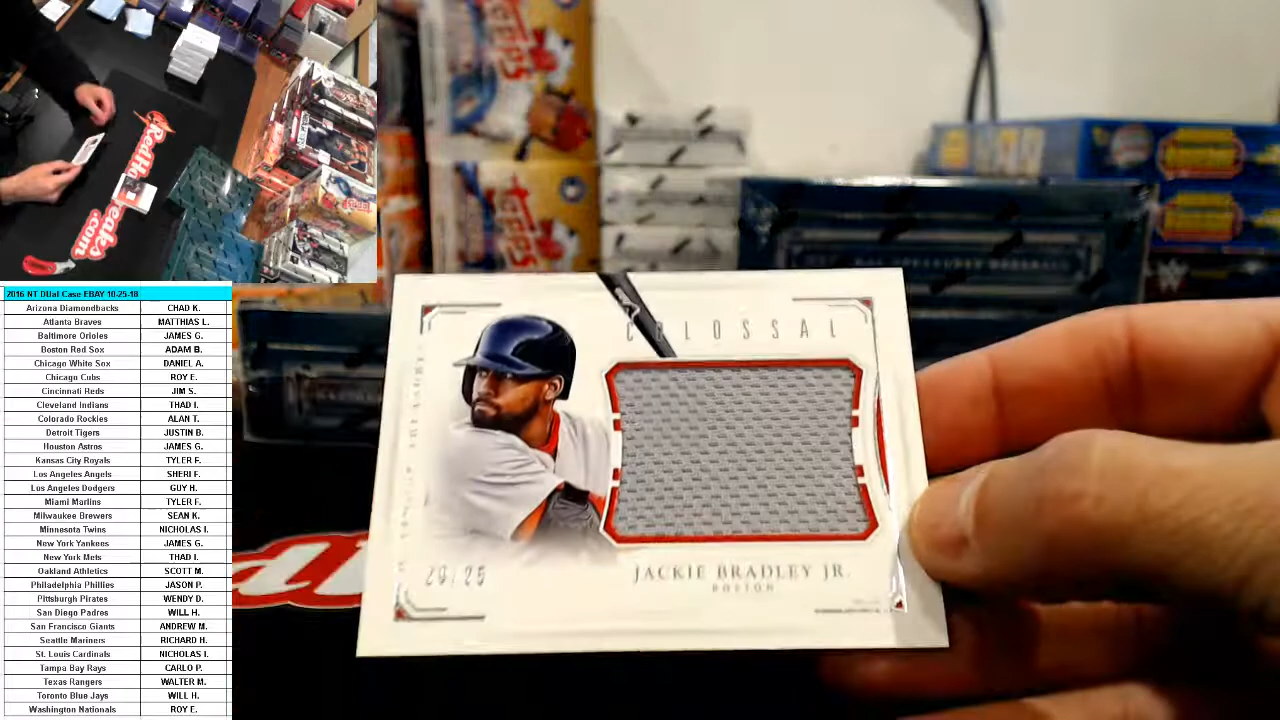 2016 NT DUal Case EBAY 10-25-18
Arizona Diamondbacks CHAD K.
Atlanta Braves MATTHIAS L.
Baltimore Orioles JAMES G.
Boston Red Sox ADAM B.
Chicago White Sox DANIEL A.
Chicago Cubs ROY E.
Cincinnati Reds JIM S.
Cleveland Indians THAD I.
Colorado Rockies ALAN T.
Detroit Tigers JUSTIN B.
Houston Astros JAMES G.
Kansas City Royals TYLER F.
Los Angeles Angels SHERI F.
Los Angeles Dodgers GUY H.
Miami Marlins TYLER F.
Milwaukee Brewers SEAN K.
Minnesota Twins NICHOLAS I.
New York Yankees JAMES G.
New York Mets THAD I.
Oakland Athletics SCOTT M.
Philadelphia Phillies JASON P.
Pittsburgh Pirates WENDY D.
San Diego Padres WILL H.
San Francisco Giants ANDREW M.
Seattle Mariners RICHARD H.
St. Louis Cardinals NICHOLAS I.
Tampa Bay Rays CARLO P.
Texas Rangers WALTER M.
Toronto Blue Jays WILL H.
Washington Nationals ROY E.
Topps
Topps
COLOSSAL
JACKIE BRADLEY JR.
BOSTON